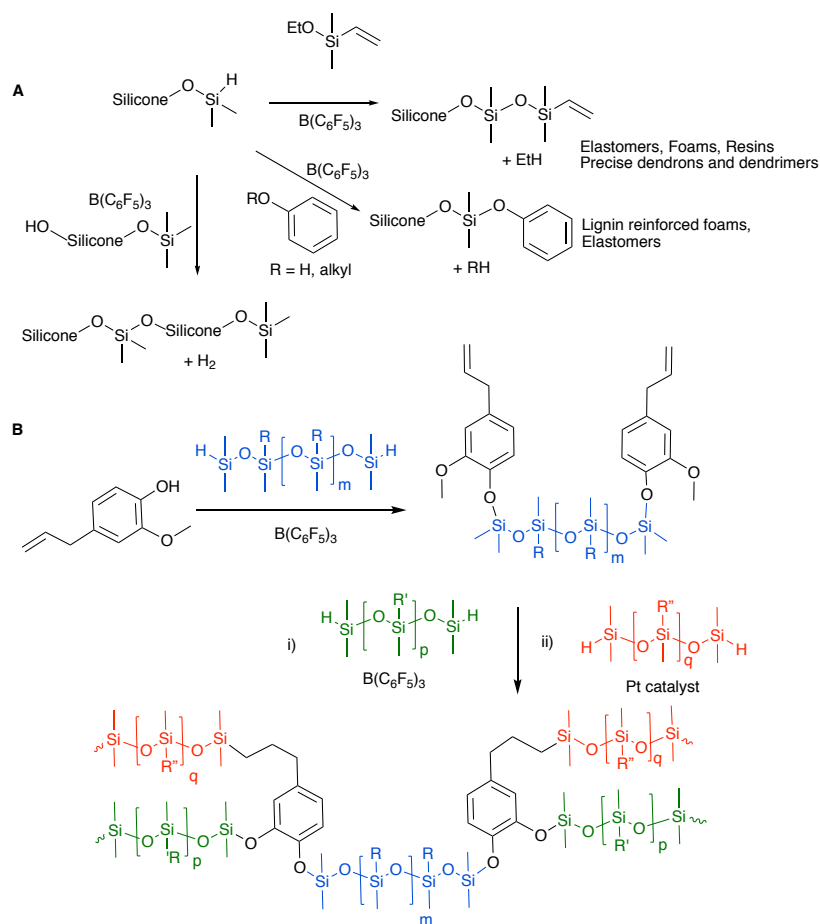 EtO
Si
A
H
O
Silicone
Si
B(C6F5)3
O
O
Silicone
Si
Si
+ EtH
Elastomers, Foams, Resins
Precise dendrons and dendrimers
B(C6F5)3
HO
O
Silicone
Si
B(C6F5)3
RO
R = H, alkyl
O
O
Silicone
Si
+ RH
Lignin reinforced foams,
Elastomers
O
O
Silicone
O
Silicone
Si
Si
+ H2
B
H
R
R
H
Si
O
Si
O
Si
O
Si
m
OH
O
B(C6F5)3
O
O
O
O
Si
O
Si
O
Si
O
Si
R
R
m
i)
H
R'
H
Si
O
Si
O
Si
p
B(C6F5)3
ii)
R"
Si
O
Si
O
Si
H
q
H
Pt catalyst
Si
O
Si
O
Si
R"
q
Si
O
Si
O
Si
R"
q
Si
O
Si
O
Si
O
'R
p
O
O
O
Si
O
Si
O
Si
R'
p
R
R
Si
O
Si
O
Si
O
Si
m